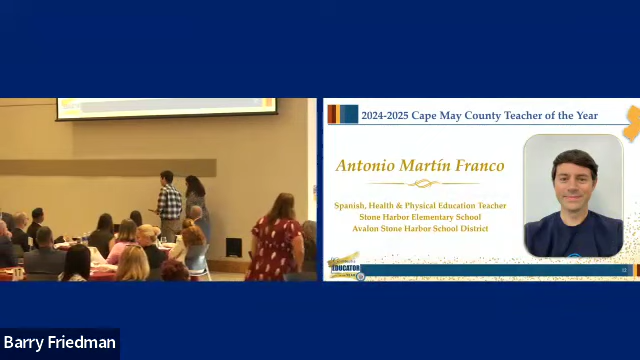 2024-2025 Cape May County Teacher of the Year
Antonio Martín Franco
Spanish, Health & Physical Education Teacher
Stone Harbor Elementary School
Avalon Stone Harbor School District
EDUCATOR
Barry Friedman